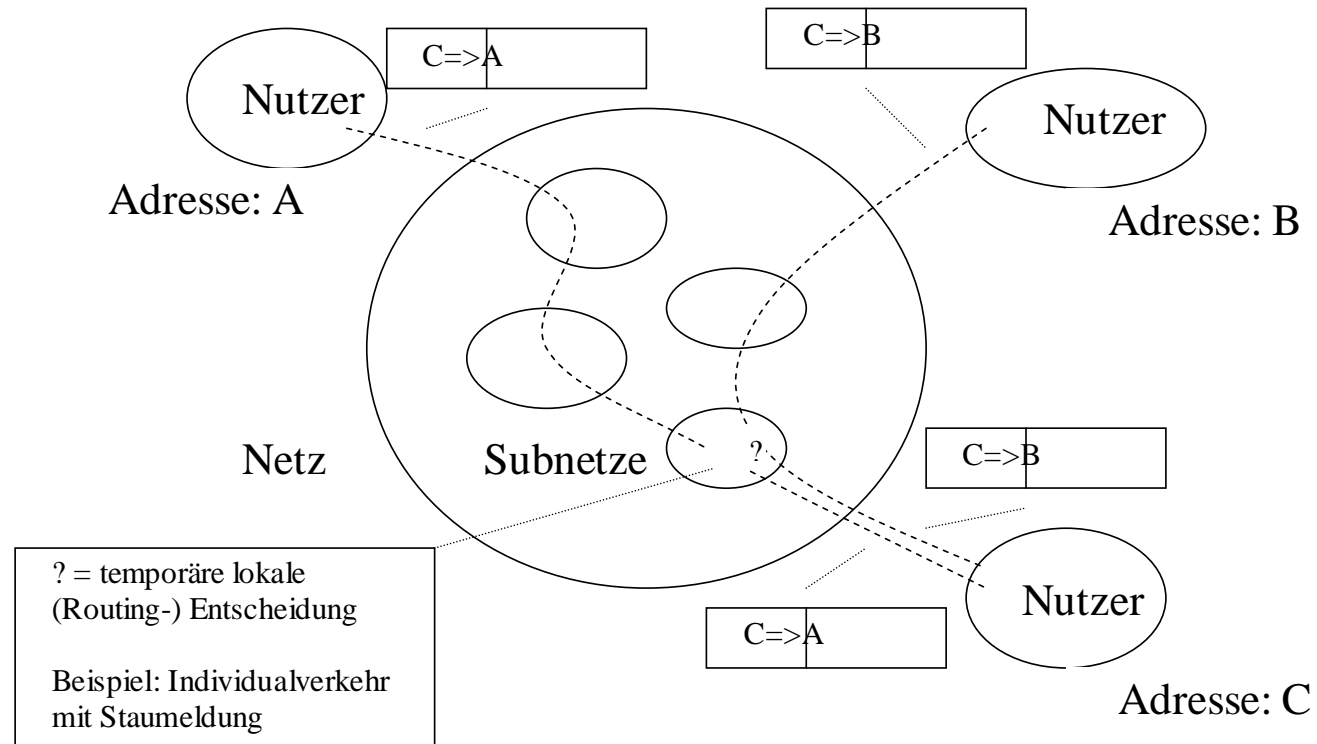 C=>A
C=>B
Nutzer
Nutzer
Adresse: A
Adresse: B
Netz
Subnetze
?
C=>B
? = temporäre lokale
(Routing-) Entscheidung
Beispiel: Individualverkehr
mit Staumeldung
C=>A
Nutzer
Adresse: C